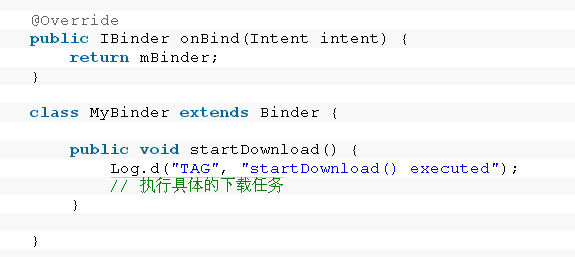 @Override
public IBinder onBind(Intent intent) {
    return mBinder;
}
class MyBinder extends Binder {
    public void startDownload() {
        Log.d("TAG", "startDownload() executed");
        // 执行具体的下载任务
    }
}